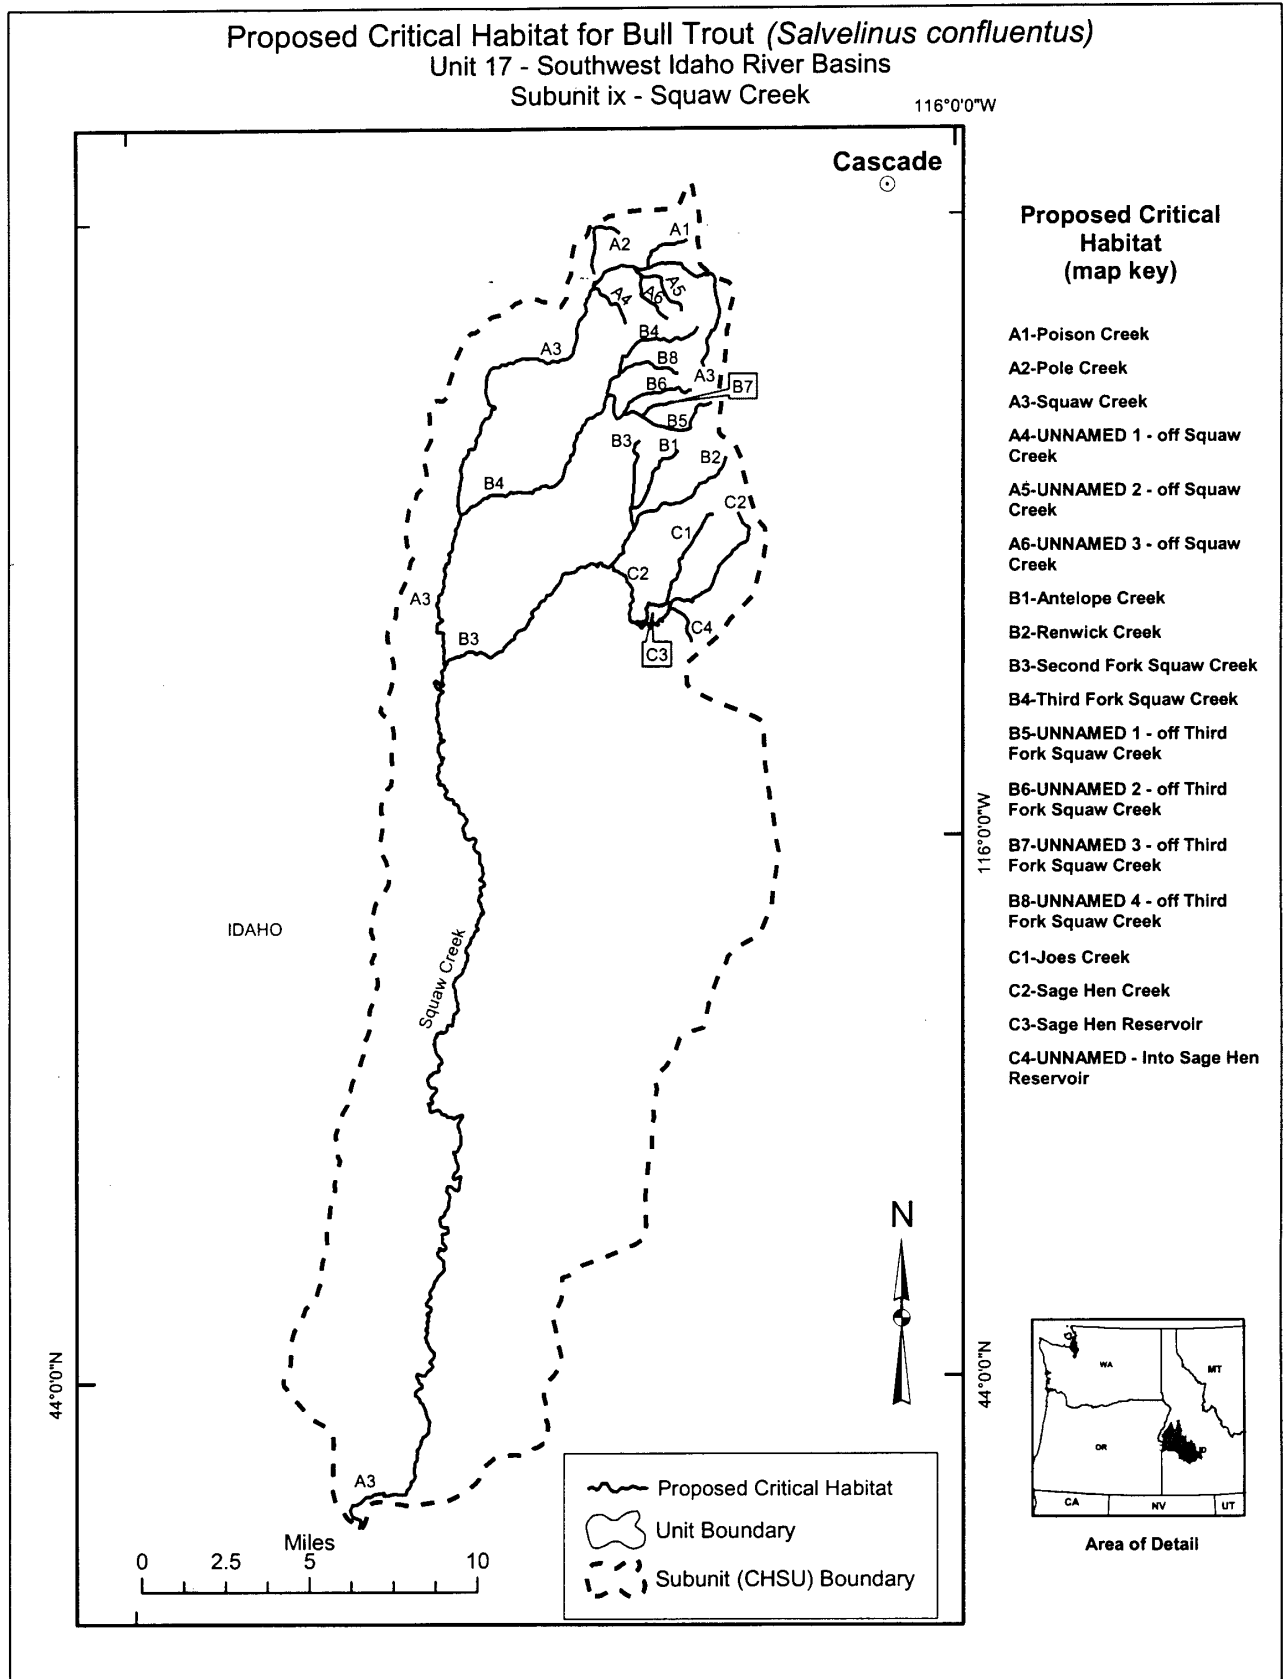 Proposed Critical Habitat for Bull Trout (Salvelinus confluentus)
Unit 17 - Southwest Idaho River Basins
Subunit ix - Squaw Creek
116°0'0"W
Cascade
A2
A1
A4
A6
A5
B4
A3
B8
A3
B6
B7
B5
B3
B1
B2
B4
C2
C1
C2
A3
B3
C4
C3
116°0'0"W
IDAHO
Squaw Creek
N
44°0'0"N
44°0'0"N
A3
Miles
0 2.5 5 10
Proposed Critical Habitat
Unit Boundary
Subunit (CHSU) Boundary
Proposed Critical
Habitat
(map key)
A1-Poison Creek
A2-Pole Creek
A3-Squaw Creek
A4-UNNAMED 1 - off Squaw
Creek
A5-UNNAMED 2 - off Squaw
Creek
A6-UNNAMED 3 - off Squaw
Creek
B1-Antelope Creek
B2-Renwick Creek
B3-Second Fork Squaw Creek
B4-Third Fork Squaw Creek
B5-UNNAMED 1 - off Third
Fork Squaw Creek
B6-UNNAMED 2 - off Third
Fork Squaw Creek
B7-UNNAMED 3 - off Third
Fork Squaw Creek
B8-UNNAMED 4 - off Third
Fork Squaw Creek
C1-Joes Creek
C2-Sage Hen Creek
C3-Sage Hen Reservoir
C4-UNNAMED - Into Sage Hen
Reservoir
WA
MT
OR
ID
CA
NV
UT
Area of Detail